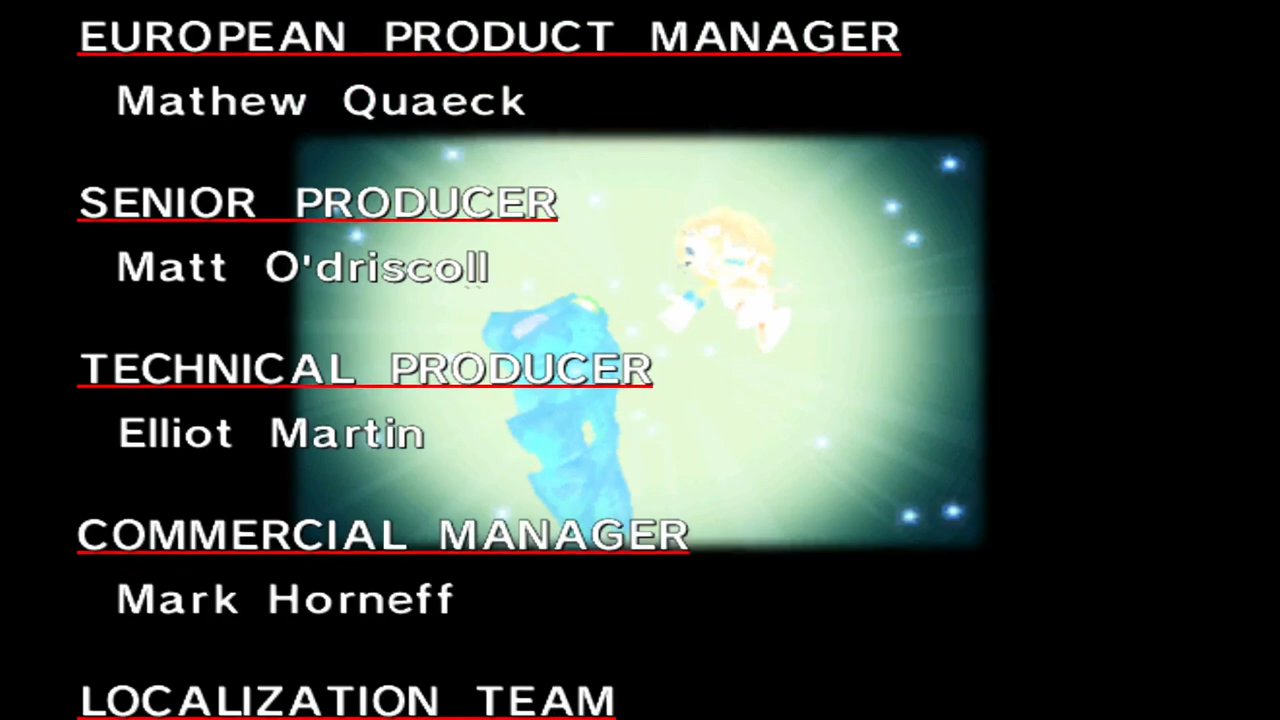 EUROPEAN PRODUCT MANAGER
Mathew Quaeck
SENIOR PRODUCER
Matt O'driscoll
TECHNICAL PRODUCER
Elliot Martin
COMMERCIAL MANAGER
Mark Horneff
LOCALIZATION TEAM